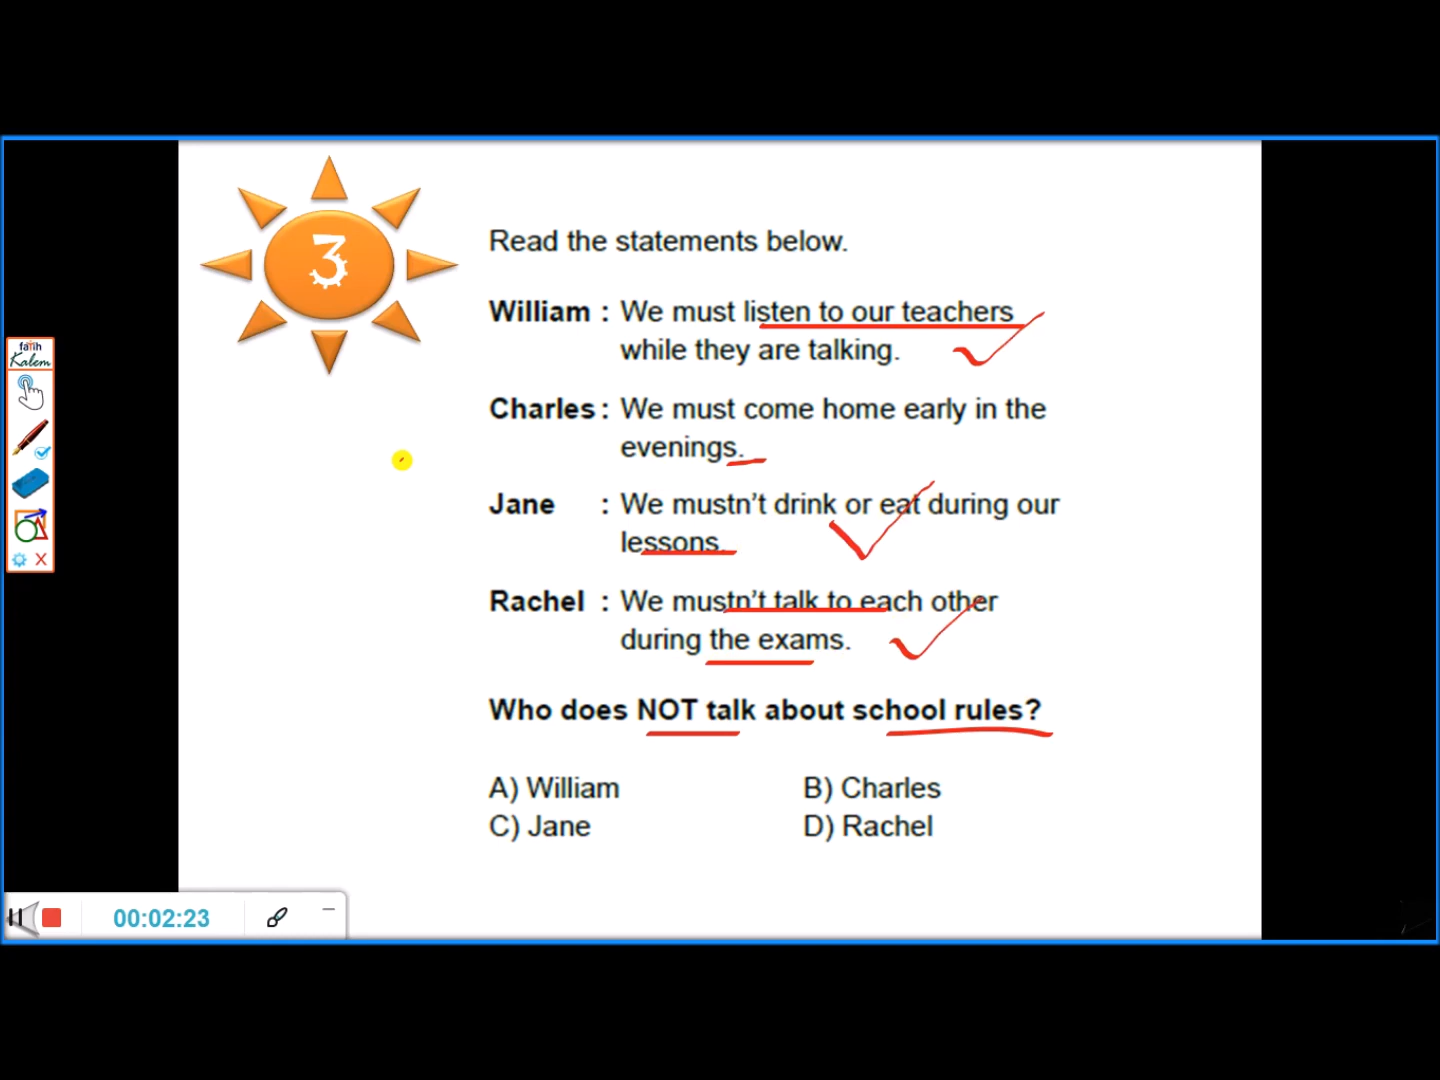 3
Read the statements below.
William : We must listen to our teachers
while they are talking.
Charles : We must come home early in the
evenings.
Jane : We mustn't drink or eat during our
lessons.
Rachel : We mustn't talk to each other
during the exams.
Who does NOT talk about school rules?
A) William B) Charles
C) Jane D) Rachel
fatih
Kalem
X
00:02:23